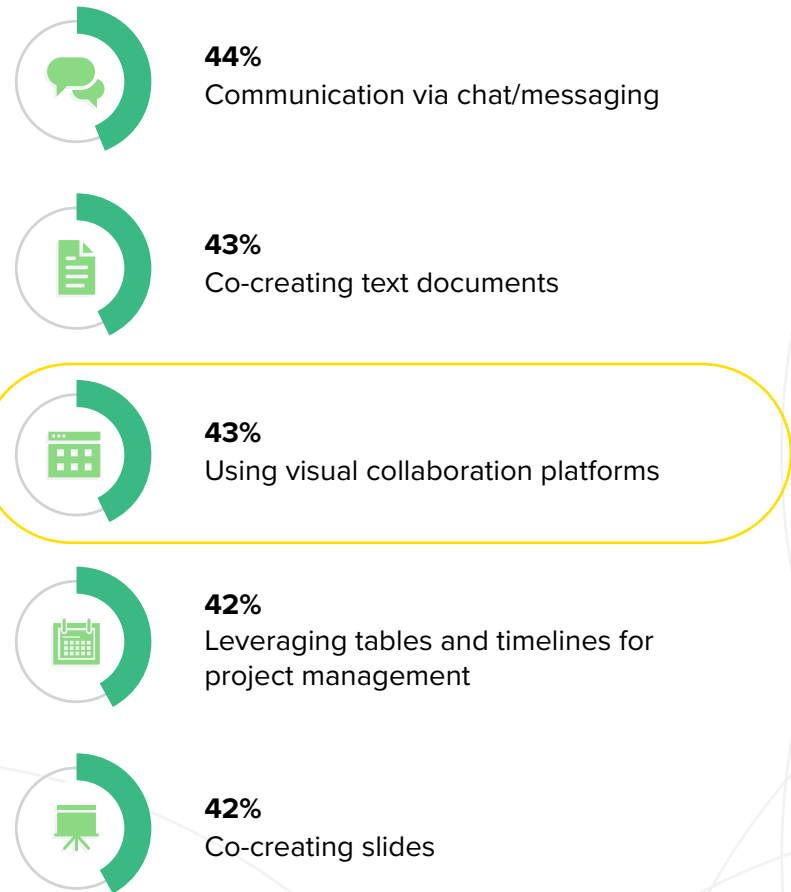 44%
Communication via chat/messaging
43%
Co-creating text documents
43%
Using visual collaboration platforms
42%
Leveraging tables and timelines for
project management
42%
Co-creating slides